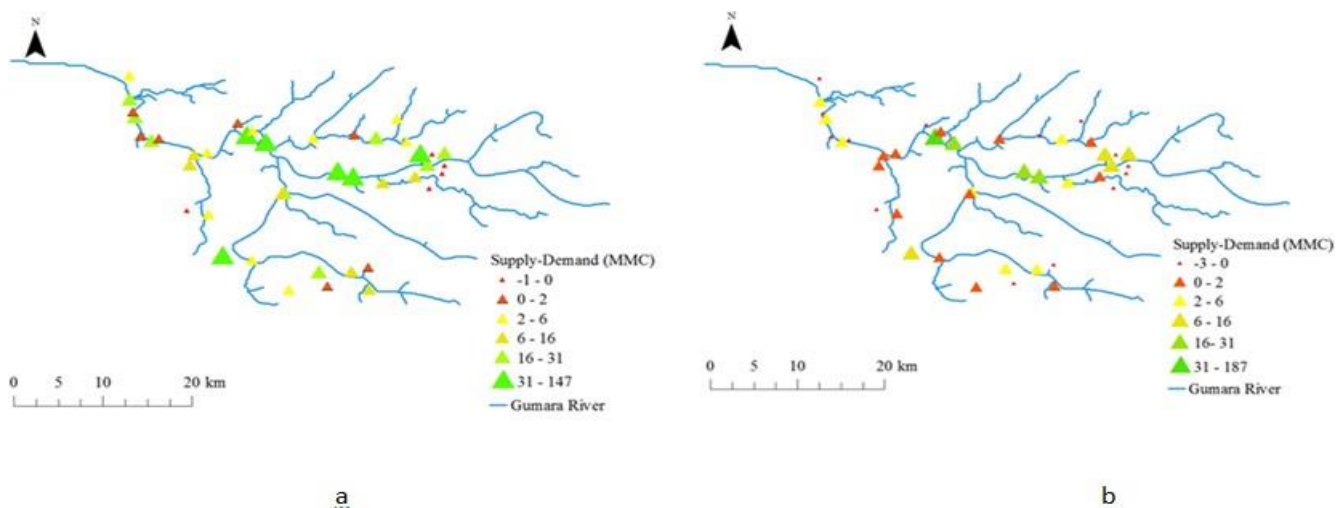 N
Supply-Demand (MMC)
-1 - 0
0 - 2
2 - 6
6 - 16
16 - 31
31 - 147
Gumara River
0 5 10 20 km
a
N
Supply-Demand (MMC)
-3 - 0
0 - 2
2 - 6
6 - 16
16- 31
31 - 187
Gumara River
0 5 10 20 km
b